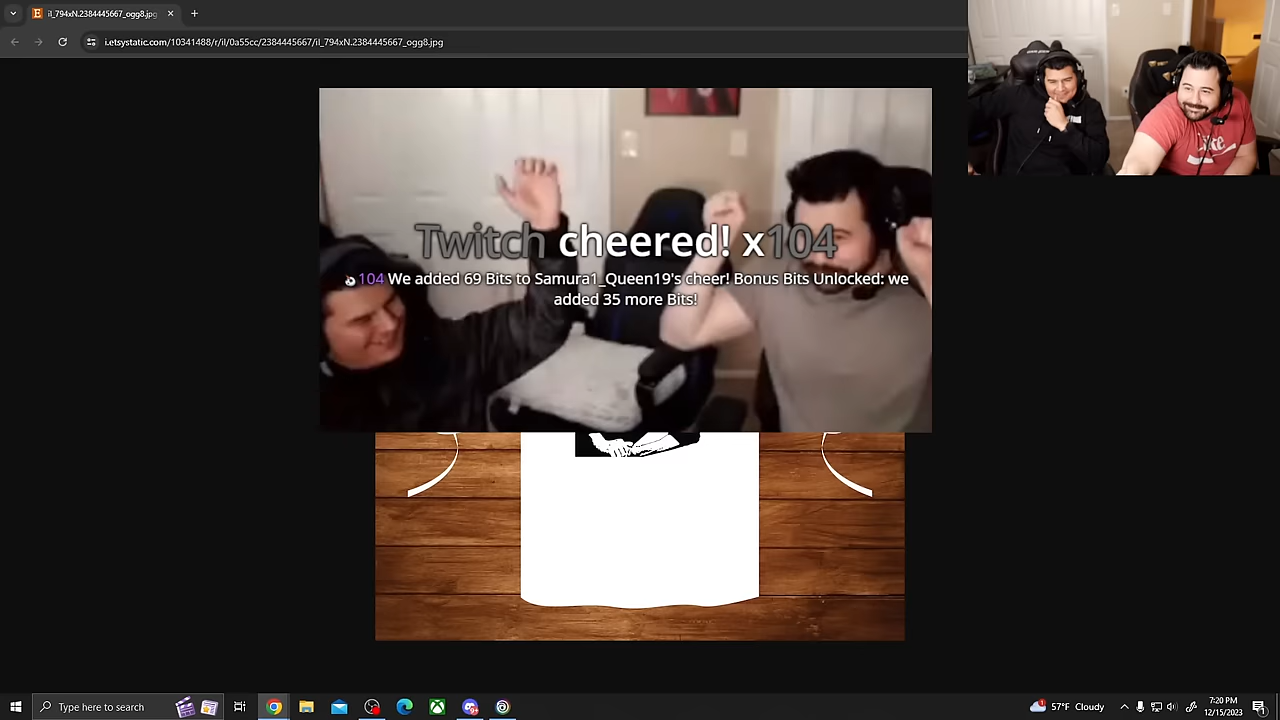 il_794xN.2384445667_ogg8.jpg
i.etsystatic.com/10341488/r/il/0a55cc/2384445667/il_794xN.2384445667_ogg8.jpg
Twitch cheered! x104
104 We added 69 Bits to Samura1_Queen19's cheer! Bonus Bits Unlocked: we
added 35 more Bits!
Type here to search
57°F Cloudy
7:20 PM
12/15/2023